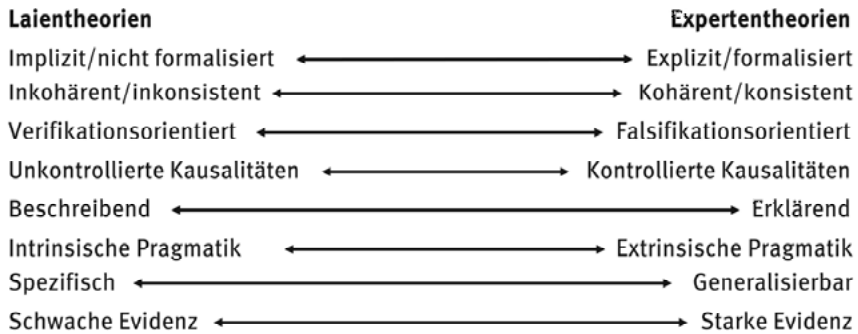 Laientheorien Expertentheorien
Implizit/nicht formalisiert Explizit/formalisiert
Inkohärent/inkonsistent Kohärent/konsistent
Verifikationsorientiert Falsifikationsorientiert
Unkontrollierte Kausalitäten Kontrollierte Kausalitäten
Beschreibend Erklärend
Intrinsische Pragmatik Extrinsische Pragmatik
Spezifisch Generalisierbar
Schwache Evidenz Starke Evidenz